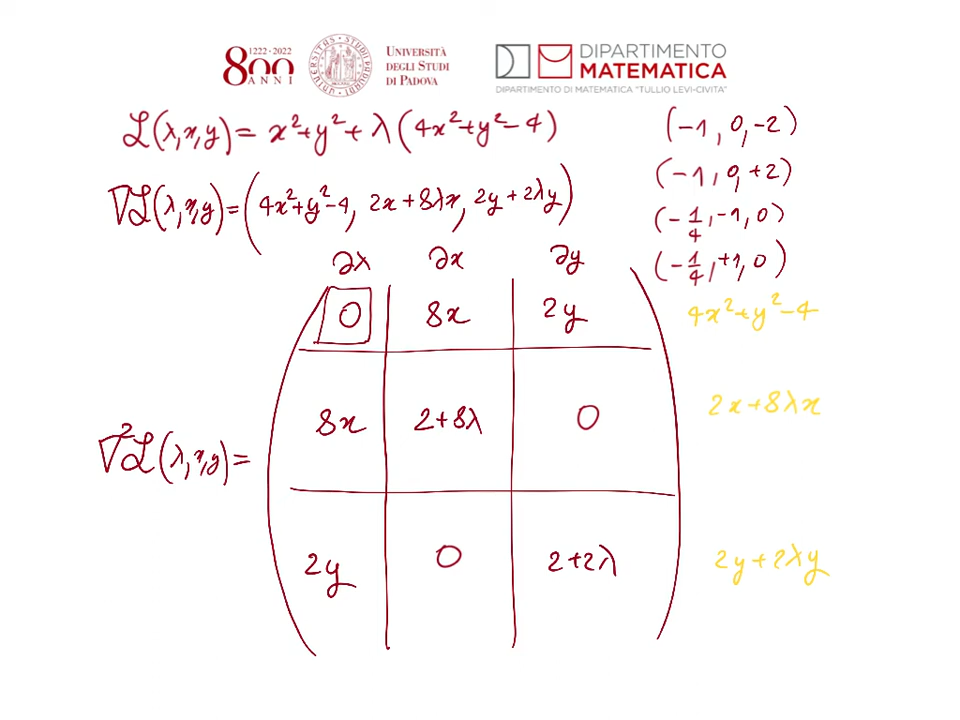 1222·2022
800
ANNI
UNIVERSITÀ
DEGLI STUDI
DI PADOVA
DIPARTIMENTO
MATEMATICA
DIPARTIMENTO DI MATEMATICA "TULLIO LEVI-CIVITA"
ℒ(λ,x,y) = x²+y²+λ(4x²+y²-4)
(-1, 0, -2)
(-1, 0, +2)
∇ℒ(λ,x,y) = (4x²+y²-4, 2x+8λx, 2y+2λy)
(-1/4, -1, 0)
(-1/4, +1, 0)
∂λ ∂x ∂y
0 8x 2y 4x²+y²-4
8x 2+8λ 0 2x+8λx
∇²ℒ(λ,x,y) =
2y 0 2+2λ 2y+2λy